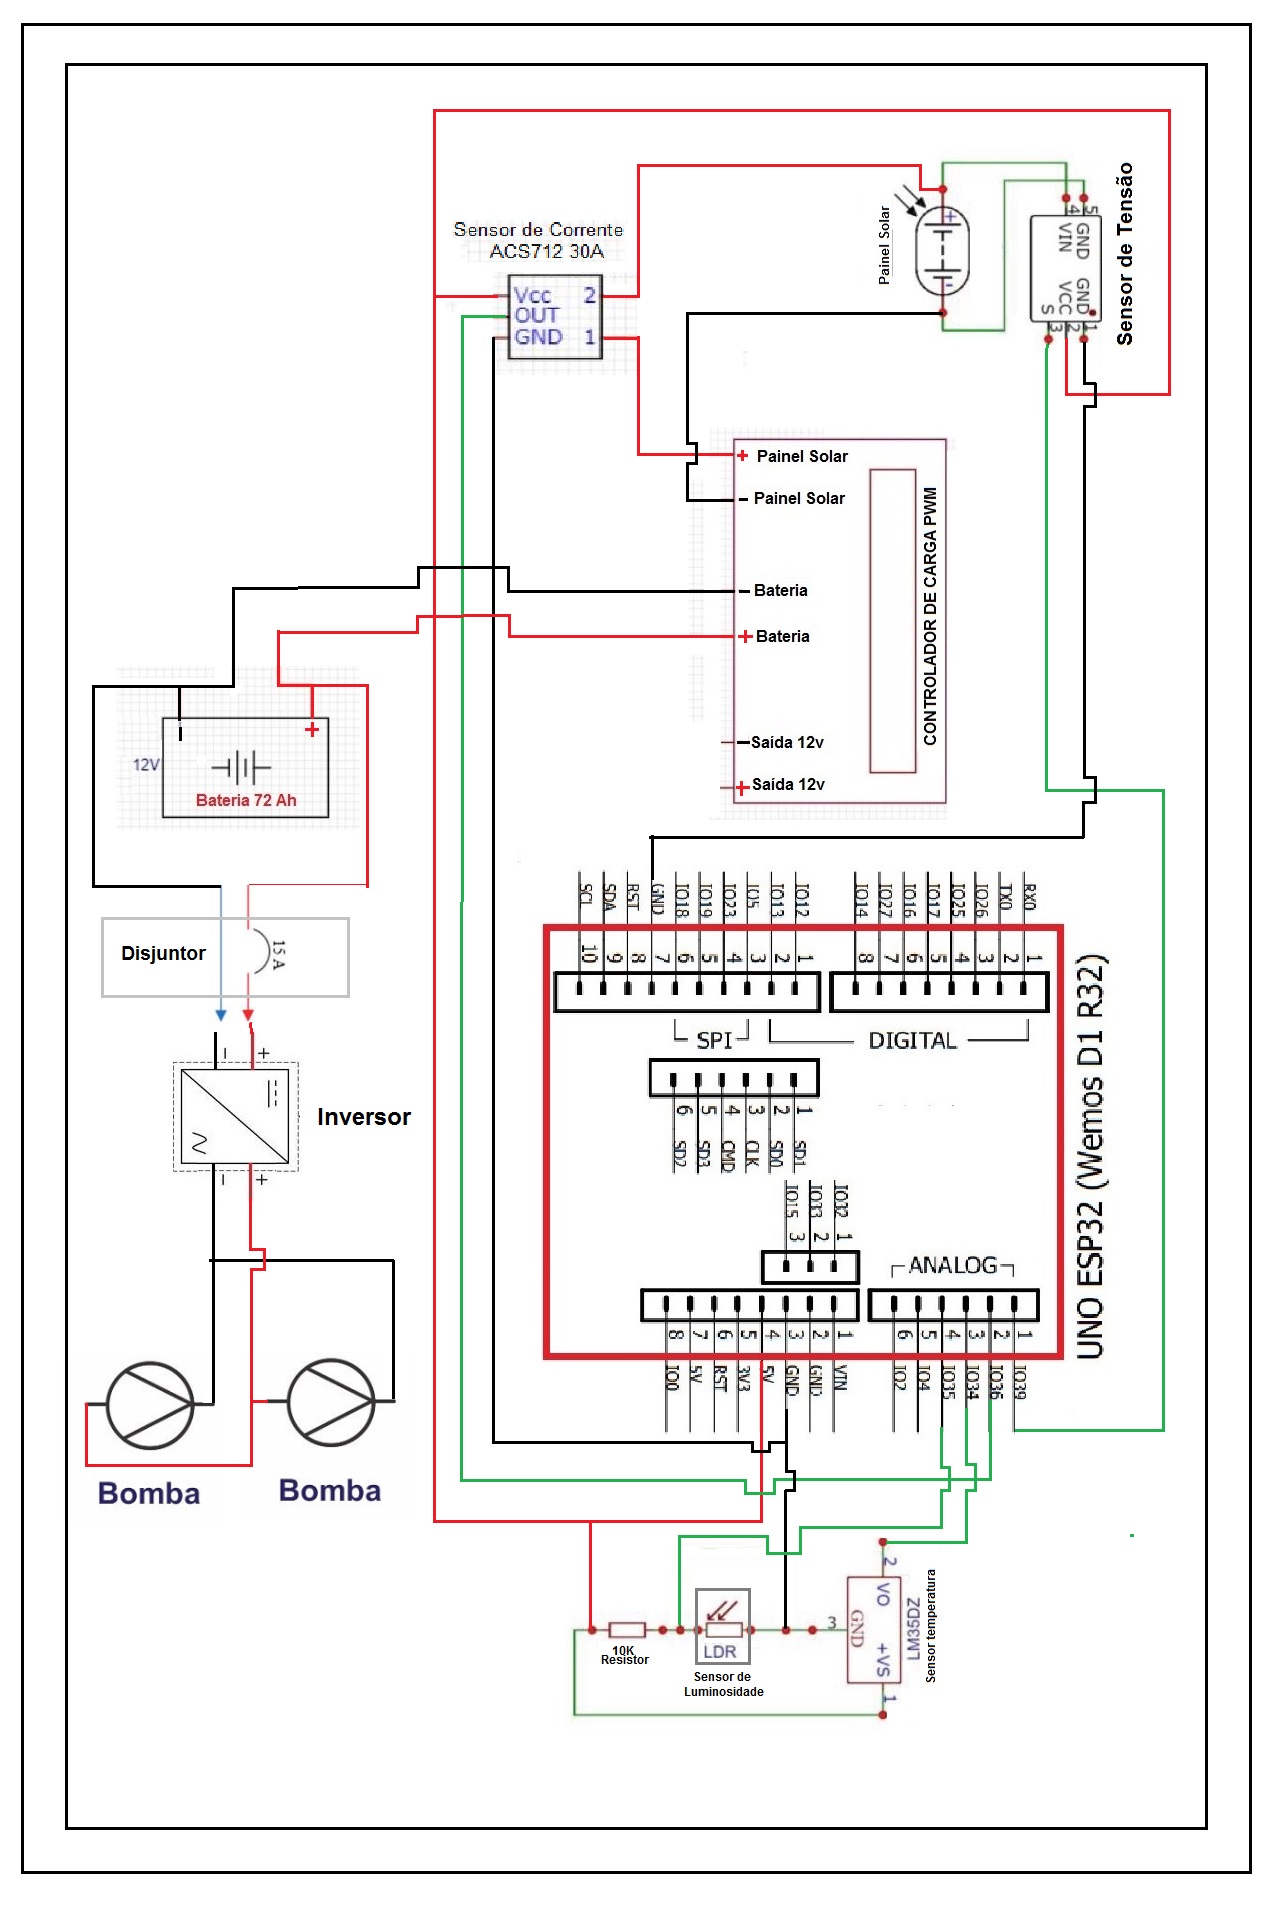 Sensor de Corrente
ACS712 30A
Vcc
OUT
GND
2
1
Painel Solar
+
-
5
4
GND
VIN
GND
VCC
S
3
2
1
Sensor de Tensão
+ Painel Solar
- Painel Solar
- Bateria
+ Bateria
- Saída 12v
+ Saída 12v
CONTROLADOR DE CARGA PWM
12V
+
Bateria 72 Ah
Disjuntor
15 A
- +
Inversor
- +
Bomba
Bomba
SCL SDA RST GND IO18 IO19 IO23 IO5 IO13 IO12
10 9 8 7 6 5 4 3 2 1
IO14 IO27 IO16 IO17 IO25 IO26 TX0 RX0
8 7 6 5 4 3 2 1
SPI
DIGITAL
6 5 4 3 2 1
SD2 SD3 CMD CLK SD0 SD1
IO15 IO33 IO32
3 2 1
ANALOG
8 7 6 5 4 3 2 1
IO0 5V RST 3V3 5V GND GND VIN
6 5 4 3 2 1
IO2 IO4 IO35 IO34 IO36 IO39
UNO ESP32 (Wemos D1 R32)
10K
Resistor
LDR
Sensor de
Luminosidade
2
VO
3
GND
+VS
1
LM35DZ
Sensor temperatura